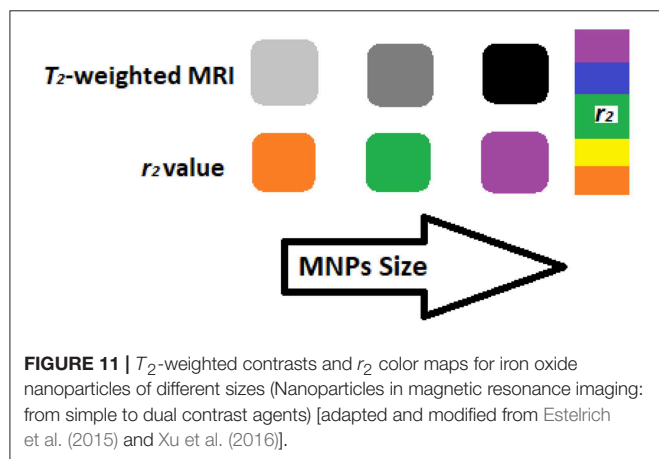 T2-weighted MRI
r2
r2 value
MNPs Size
FIGURE 11 | T2-weighted contrasts and r2 color maps for iron oxide
nanoparticles of different sizes (Nanoparticles in magnetic resonance imaging:
from simple to dual contrast agents) [adapted and modified from Estelrich
et al. (2015) and Xu et al. (2016)].